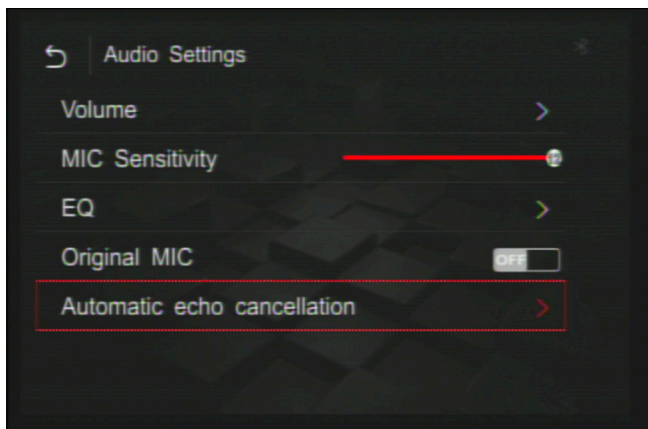 Audio Settings
Volume
MIC Sensitivity
EQ
Original MIC
OFF
Automatic echo cancellation